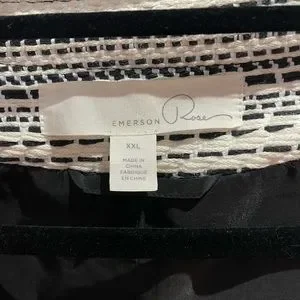 EMERSON Rose
XXL
MADE IN
CHINA
FABRIQUÉ
EN CHINE